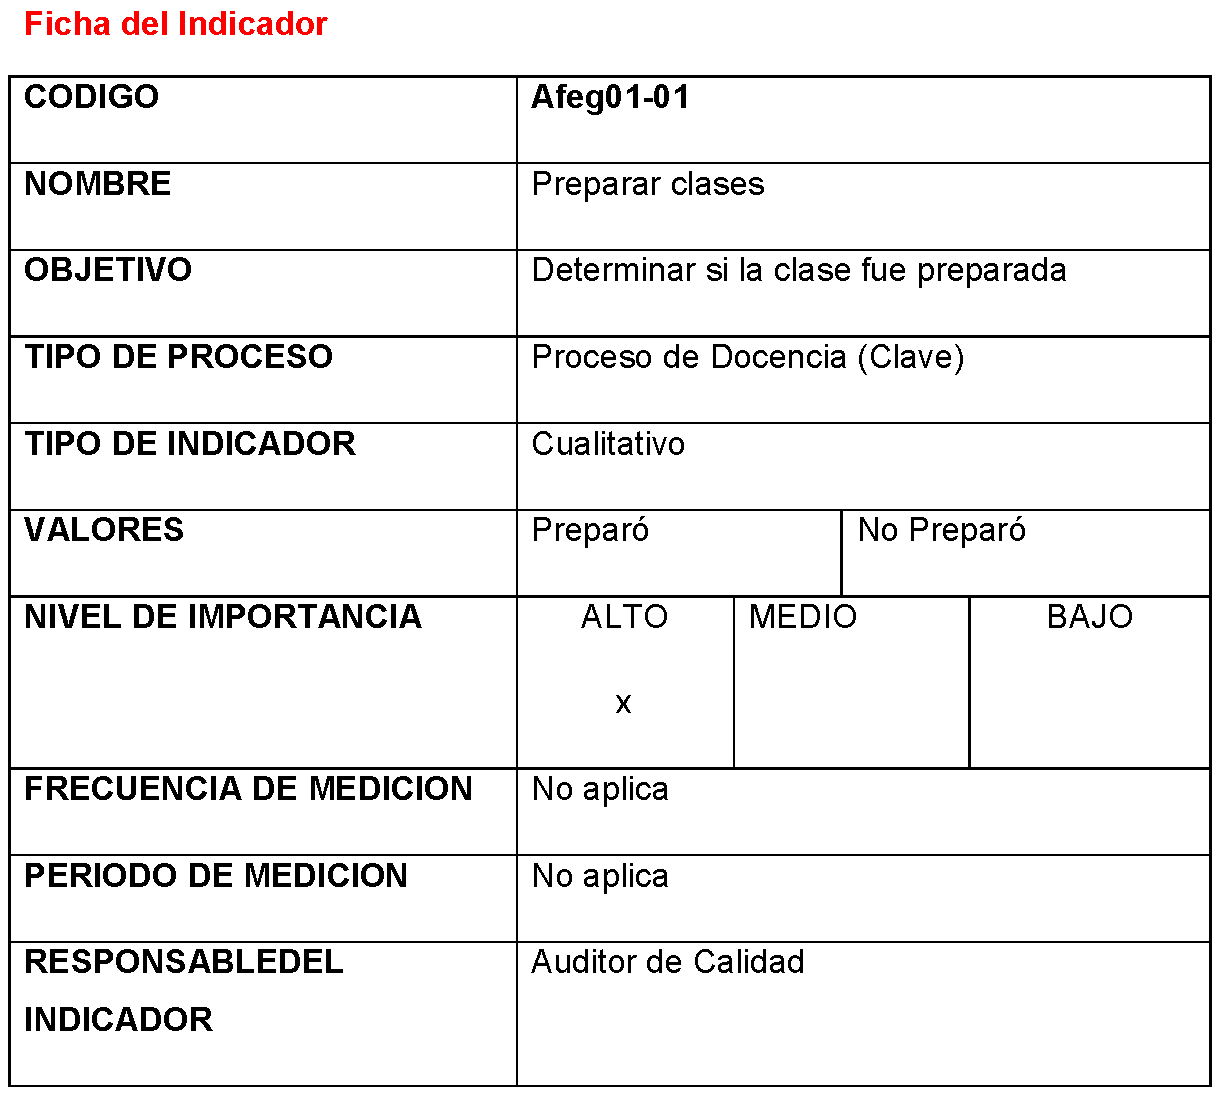 Ficha del Indicador
CODIGO Afeg01-01
NOMBRE Preparar clases
OBJETIVO Determinar si la clase fue preparada
TIPO DE PROCESO Proceso de Docencia (Clave)
TIPO DE INDICADOR Cualitativo
VALORES Preparó No Preparó
NIVEL DE IMPORTANCIA ALTO MEDIO BAJO
x
FRECUENCIA DE MEDICION No aplica
PERIODO DE MEDICION No aplica
RESPONSABLEDEL Auditor de Calidad
INDICADOR